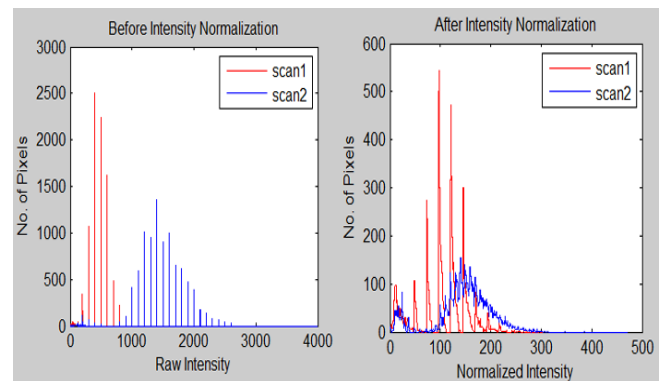 Before Intensity Normalization
3000
2500
2000
1500
1000
500
0
No. of Pixels
scan1
scan2
0 1000 2000 3000 4000
Raw Intensity
After Intensity Normalization
600
500
400
300
200
100
0
No. of Pixels
scan1
scan2
0 100 200 300 400 500
Normalized Intensity